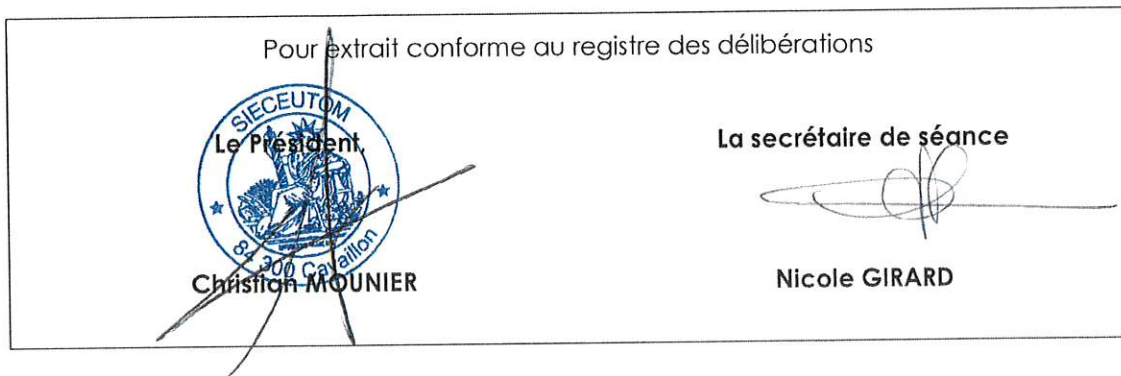 Pour extrait conforme au registre des délibérations
SIECEUTOM
Le Président,
84 300 Cavaillon
Christian MOUNIER
La secrétaire de séance
Nicole GIRARD